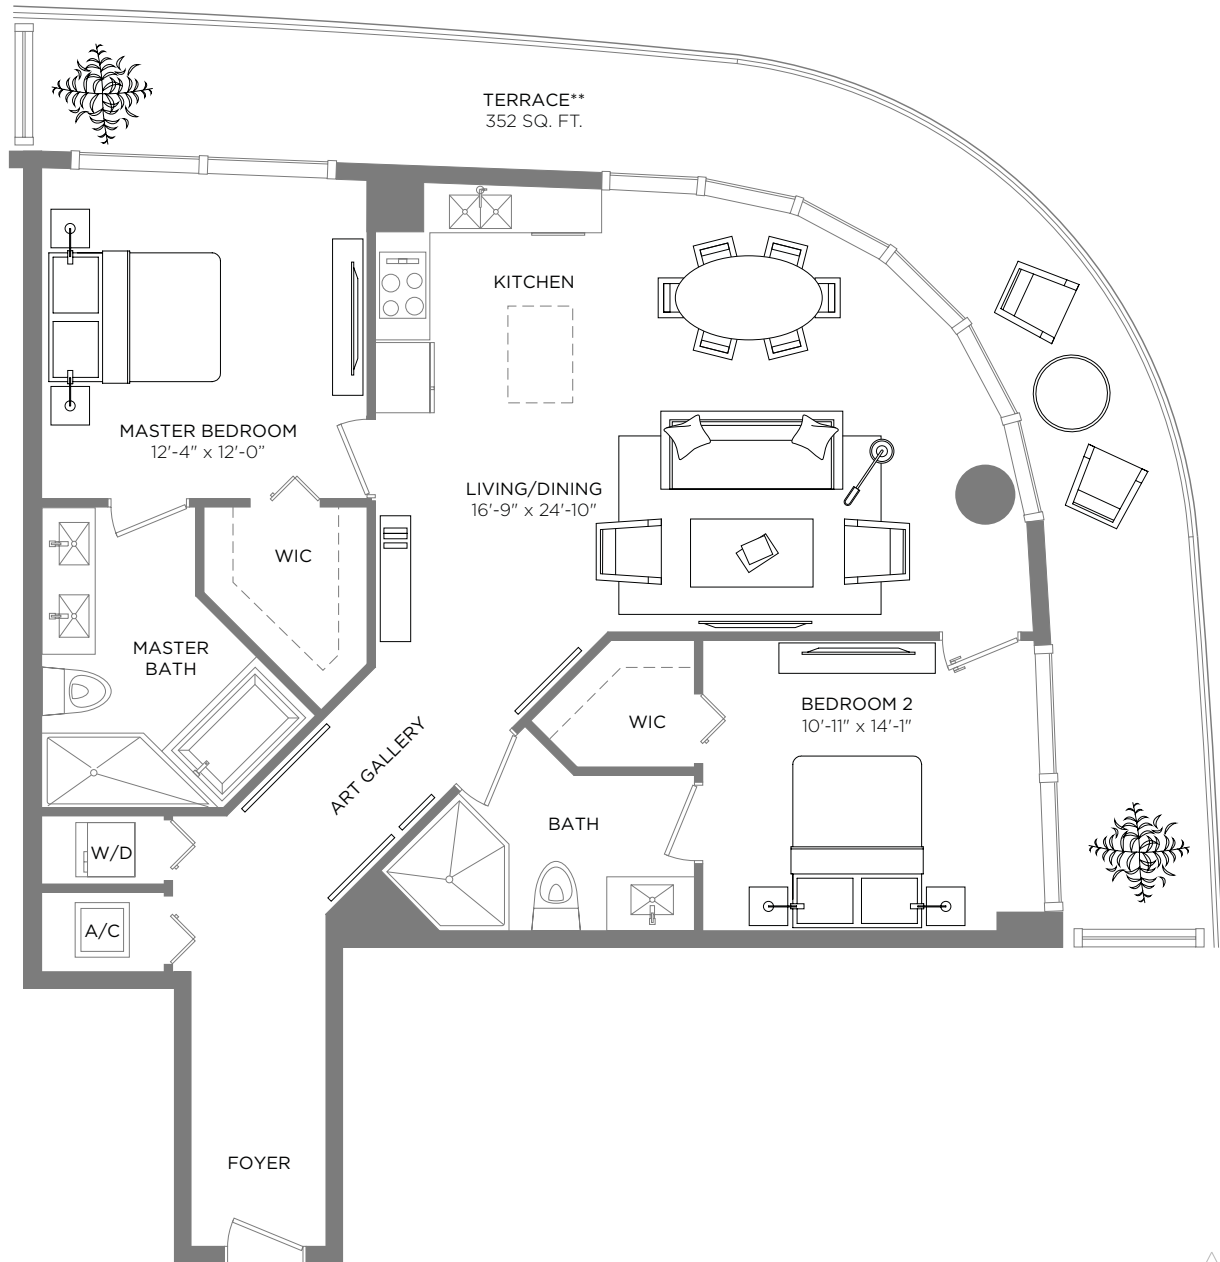 TERRACE**
352 SQ. FT.
KITCHEN
MASTER BEDROOM
12'-4" x 12'-0”
LIVING/DINING
16'-9" x 24'-10"
WIC
MASTER
BATH
BEDROOM 2
10'-11" x 14'-1"
WIC
ART GALLERY
BATH
W/D
A/C
FOYER